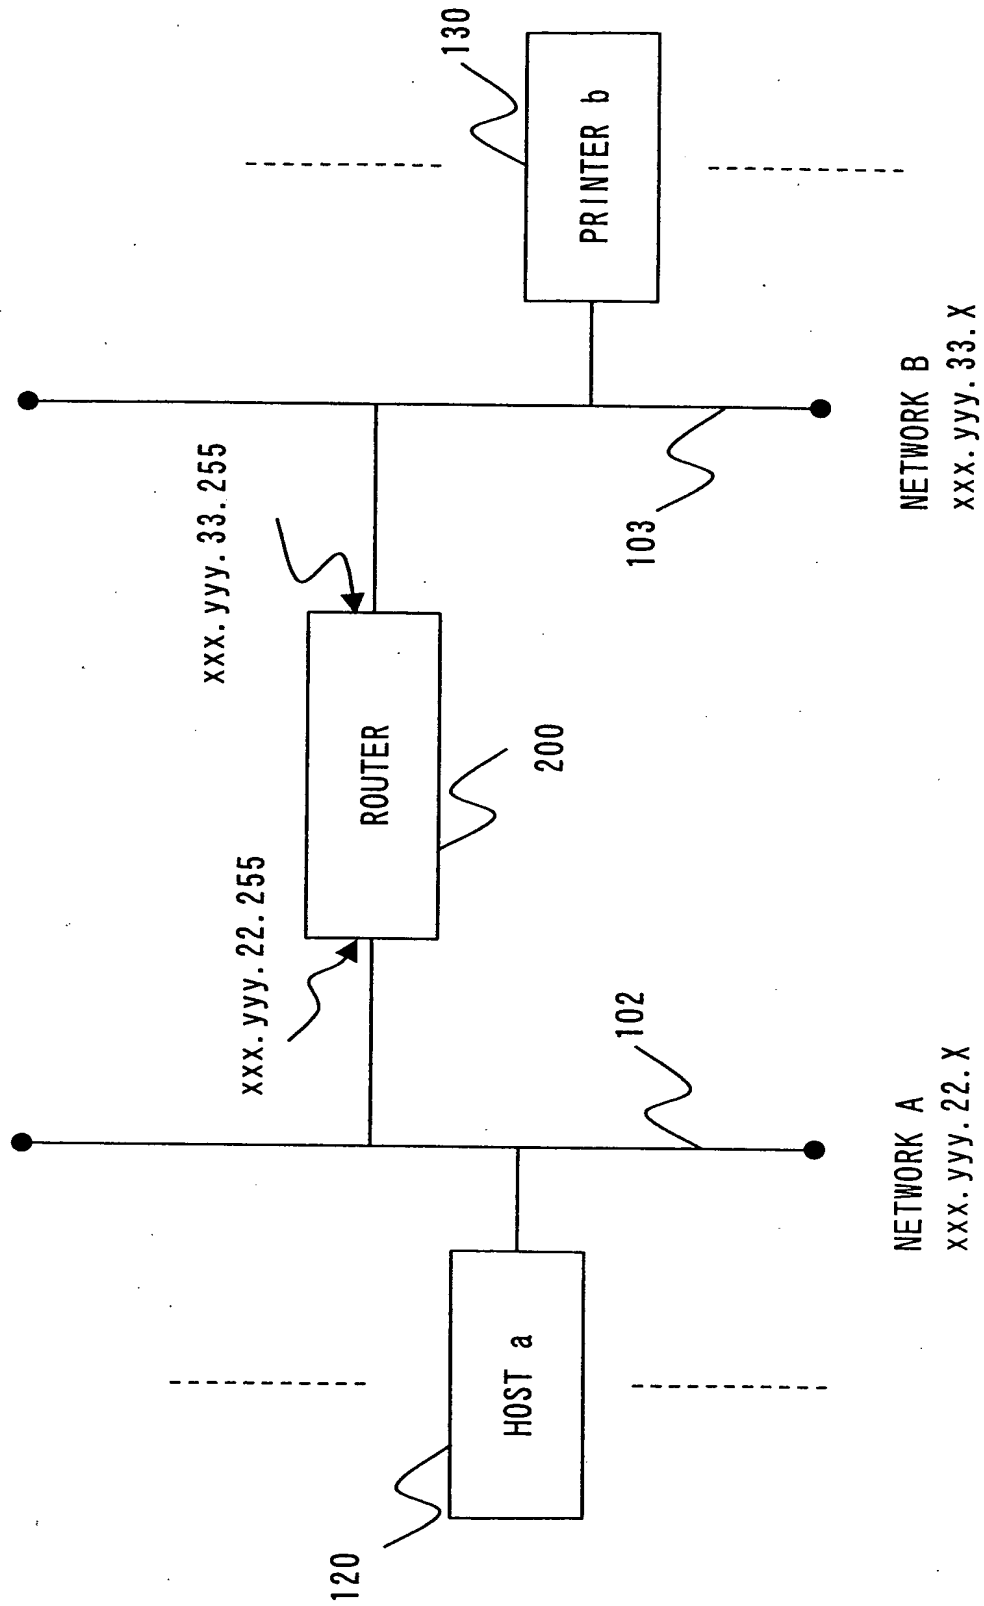 xxx.yyy.22.255
xxx.yyy.33.255
120
HOST a
ROUTER
200
PRINTER b
130
102
103
NETWORK A
xxx.yyy.22.X
NETWORK B
xxx.yyy.33.X